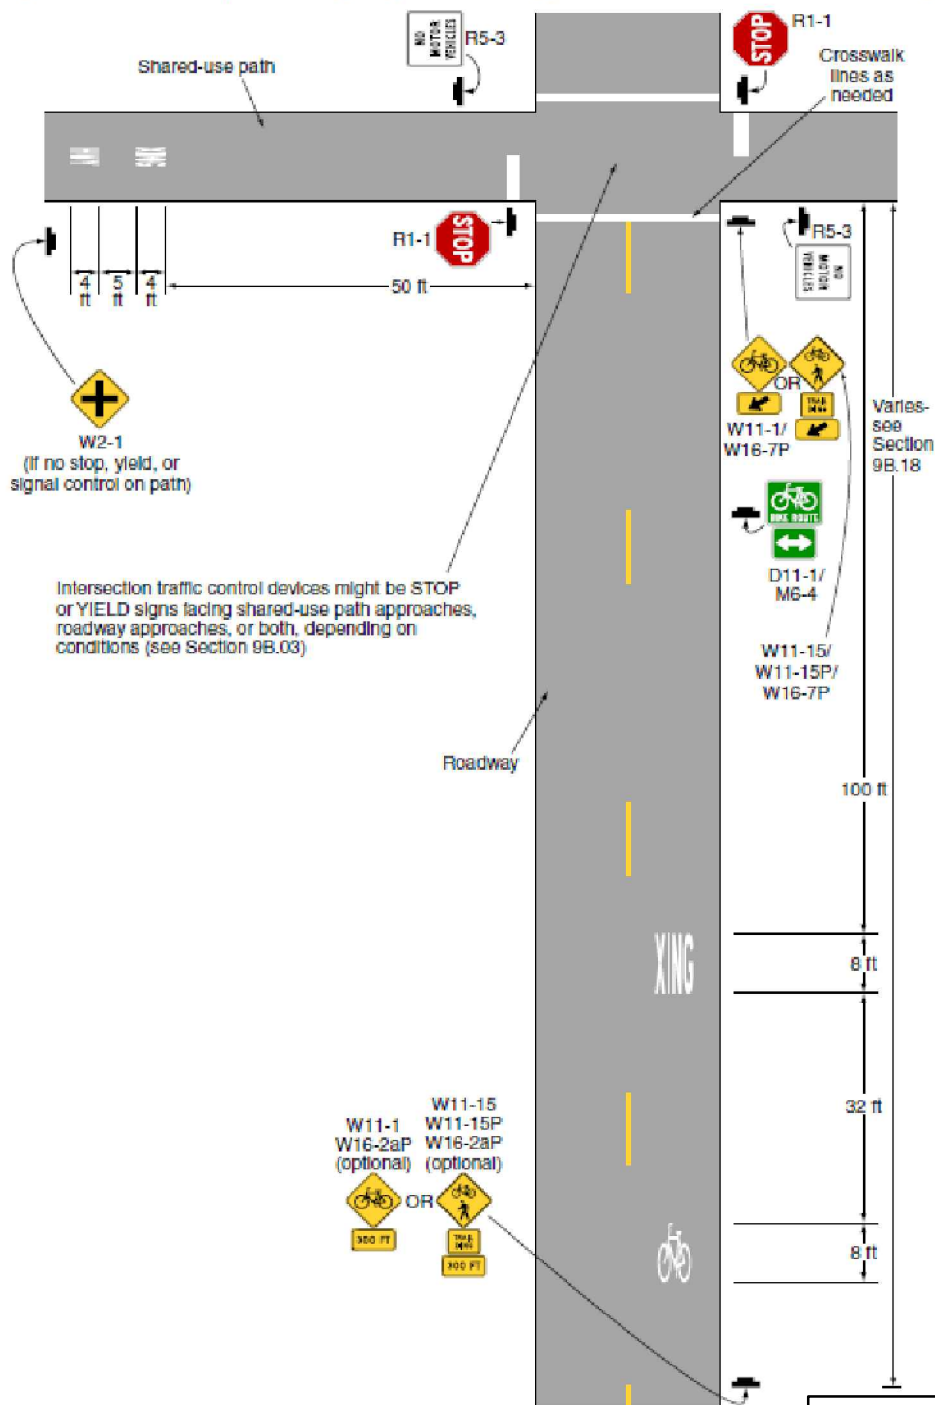 NO
MOTOR
VEHICLES
R5-3
STOP
R1-1
Shared-use path
Crosswalk
lines as
needed
R1-1
STOP
R5-3
NO
MOTOR
VEHICLES
4
ft
5
ft
4
ft
50 ft
W2-1
(if no stop, yield, or
signal control on path)
OR
TRAIL
XING
W11-1/
W16-7P
Varies-
see
Section
9B.18
BIKE ROUTE
D11-1/
M6-4
Intersection traffic control devices might be STOP
or YIELD signs facing shared-use path approaches,
roadway approaches, or both, depending on
conditions (see Section 9B.03)
W11-15/
W11-15P/
W16-7P
Roadway
100 ft
XING
8 ft
32 ft
W11-1
W16-2aP
(optional)
W11-15
W11-15P
W16-2aP
(optional)
OR
300 FT
TRAIL
XING
300 FT
8 ft